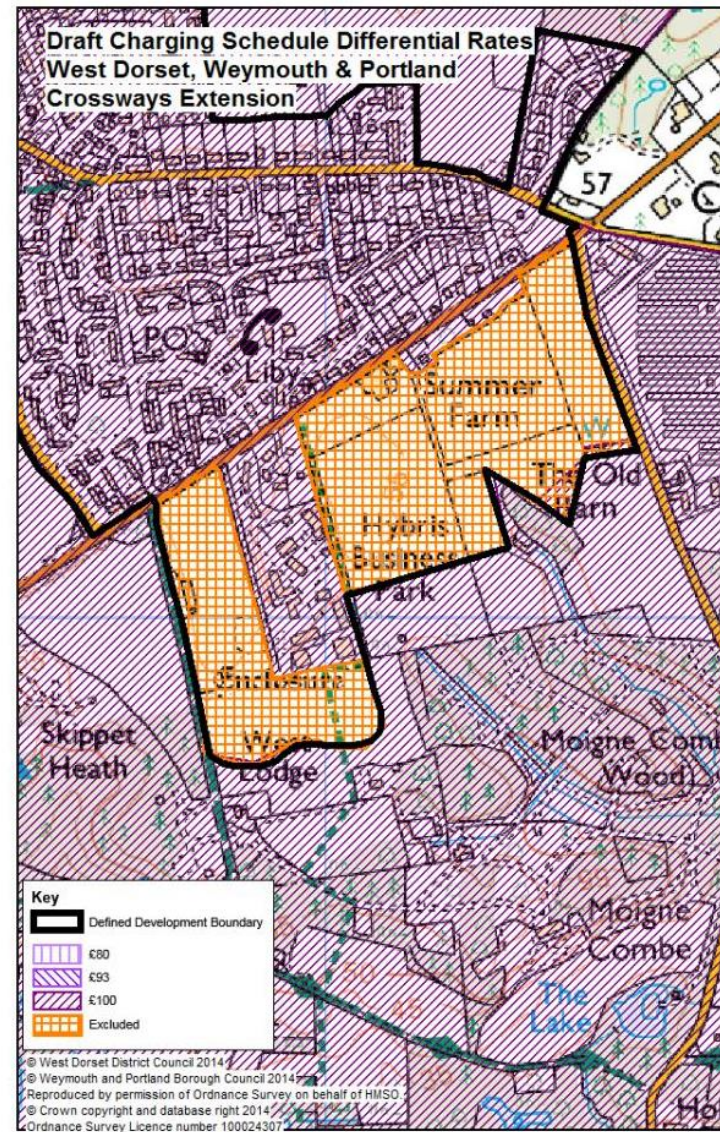 Draft Charging Schedule Differential Rates
West Dorset, Weymouth & Portland
Crossways Extension
57
PO
Liby
Summer
Farm
W
The Old
Barn
Hybris
Business
Park
Enclosure
West
Lodge
Skippet
Heath
Moigne Combe
Wood
Moigne
Combe
The
Lake
Key
Defined Development Boundary
£80
£93
£100
Excluded
© West Dorset District Council 2014
© Weymouth and Portland Borough Council 2014
Reproduced by permission of Ordnance Survey on behalf of HMSO.
© Crown copyright and database right 2014
Ordnance Survey Licence number 100024307